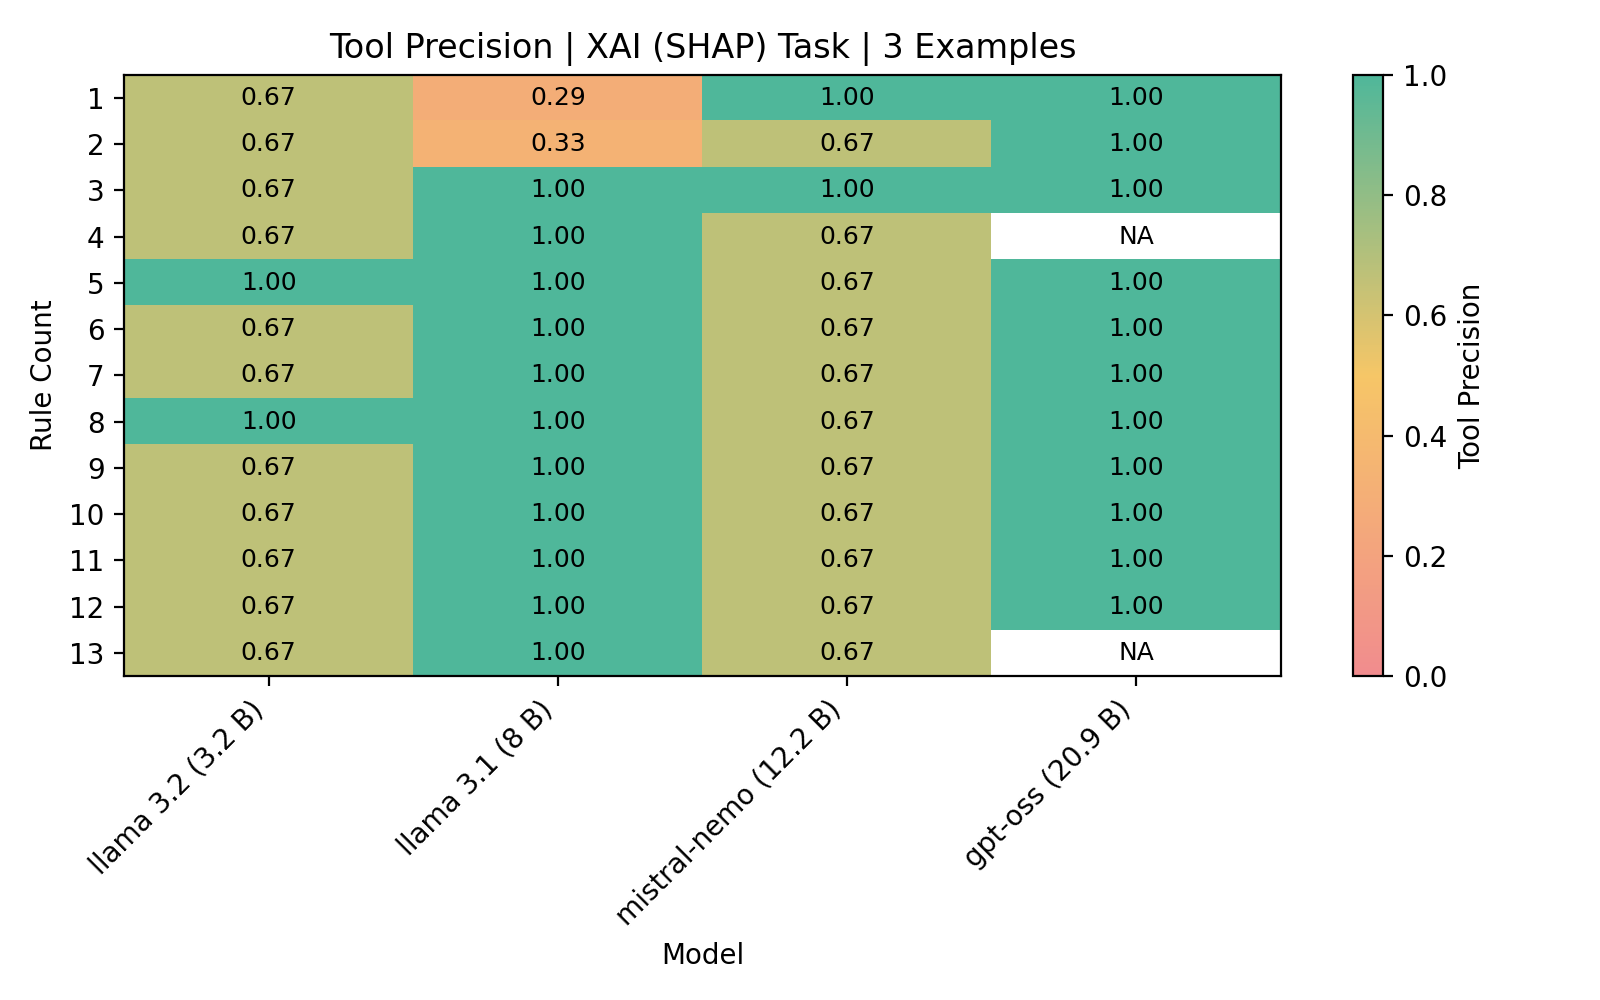 Tool Precision | XAI (SHAP) Task | 3 Examples
1 0.67 0.29 1.00 1.00
2 0.67 0.33 0.67 1.00
3 0.67 1.00 1.00 1.00
4 0.67 1.00 0.67 NA
5 1.00 1.00 0.67 1.00
6 0.67 1.00 0.67 1.00
7 0.67 1.00 0.67 1.00
8 1.00 1.00 0.67 1.00
9 0.67 1.00 0.67 1.00
10 0.67 1.00 0.67 1.00
11 0.67 1.00 0.67 1.00
12 0.67 1.00 0.67 1.00
13 0.67 1.00 0.67 NA
Rule Count
llama 3.2 (3.2 B)
llama 3.1 (8 B)
mistral-nemo (12.2 B)
gpt-oss (20.9 B)
Model
1.0
0.8
0.6
0.4
0.2
0.0
Tool Precision